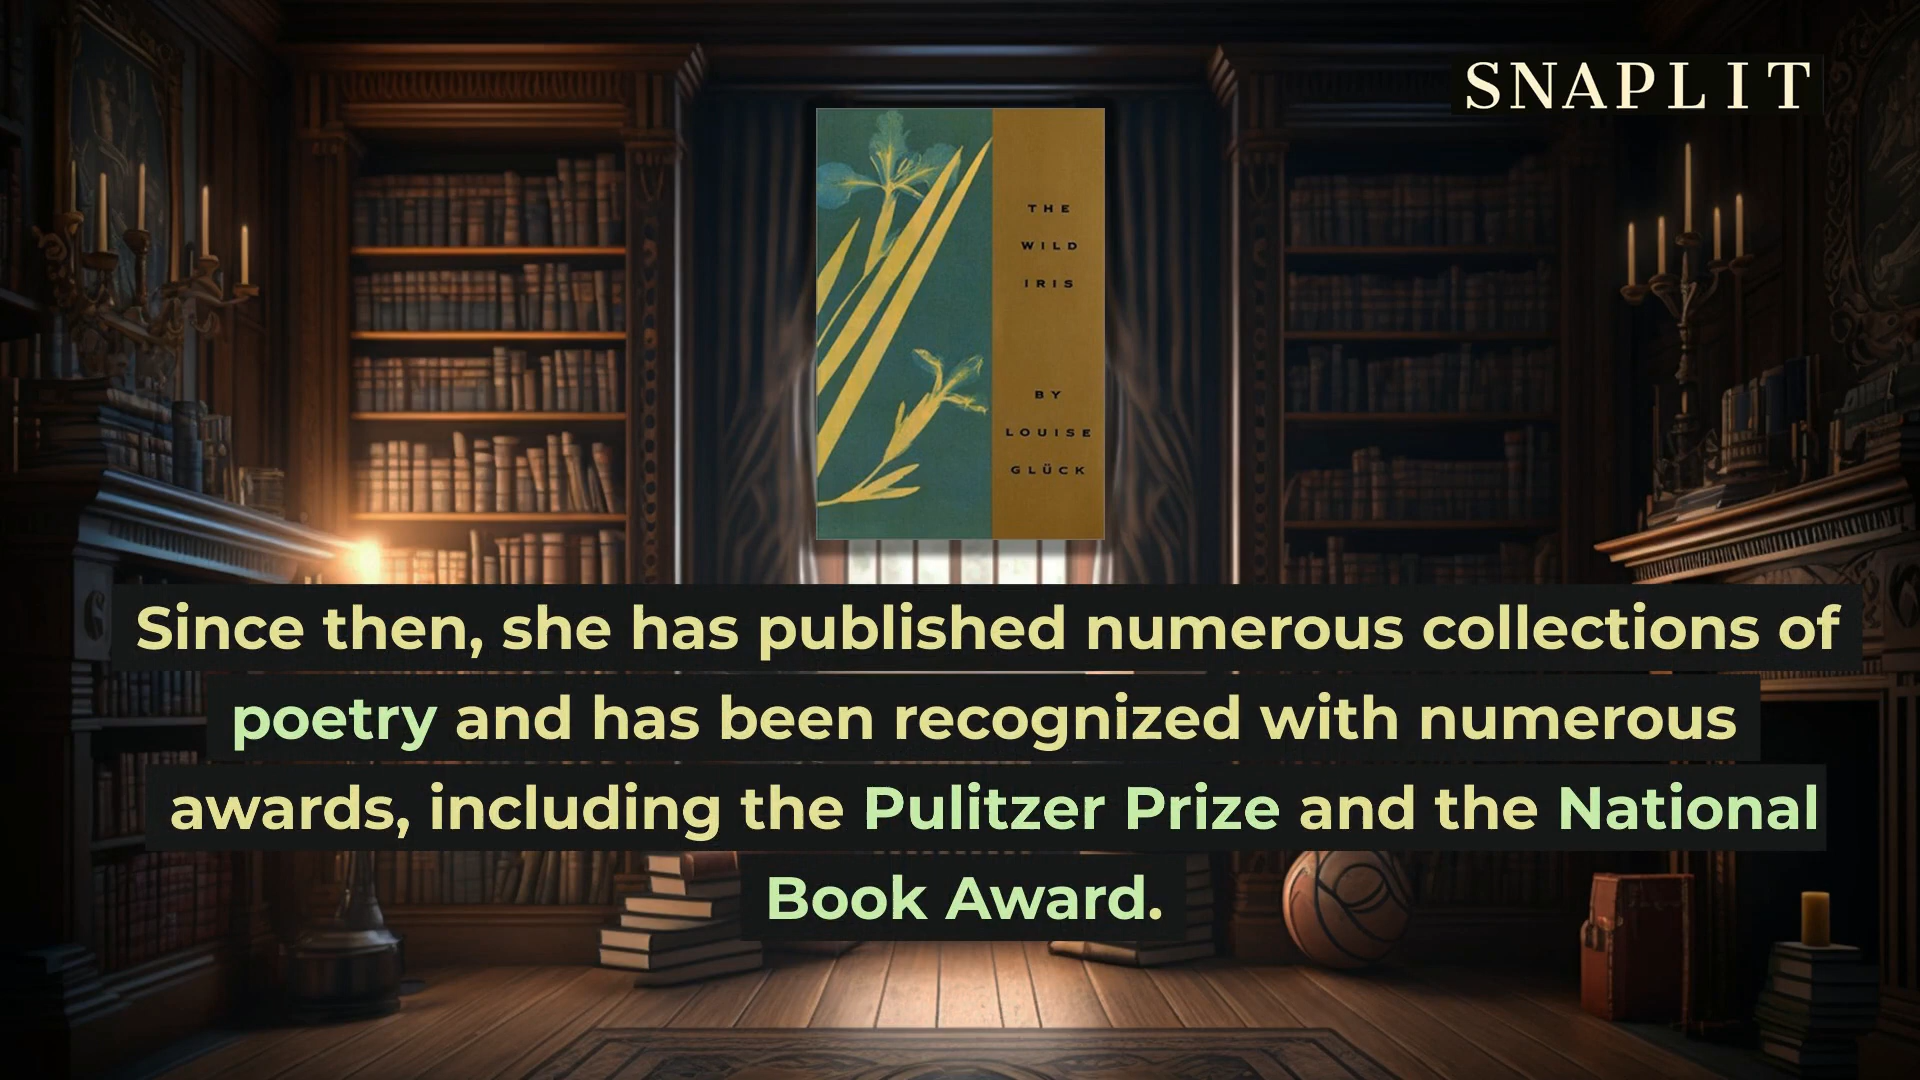 SNAPLIT
THE
WILD
IRIS
BY
LOUISE
GLÜCK
Since then, she has published numerous collections of
poetry and has been recognized with numerous
awards, including the Pulitzer Prize and the National
Book Award.